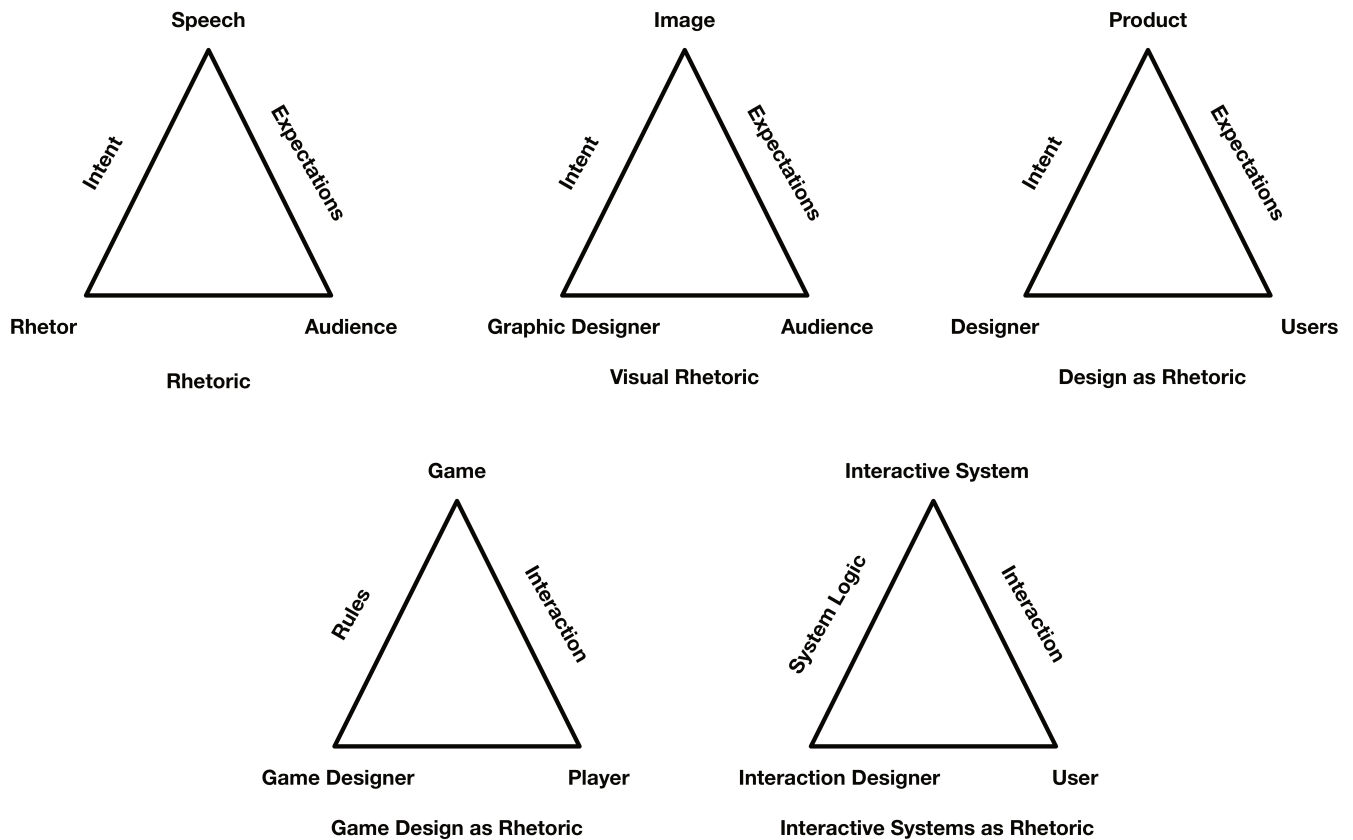 Speech
Intent
Expectations
Rhetor
Audience
Rhetoric
Image
Intent
Expectations
Graphic Designer
Audience
Visual Rhetoric
Product
Intent
Expectations
Designer
Users
Design as Rhetoric
Game
Rules
Interaction
Game Designer
Player
Game Design as Rhetoric
Interactive System
System Logic
Interaction
Interaction Designer
User
Interactive Systems as Rhetoric